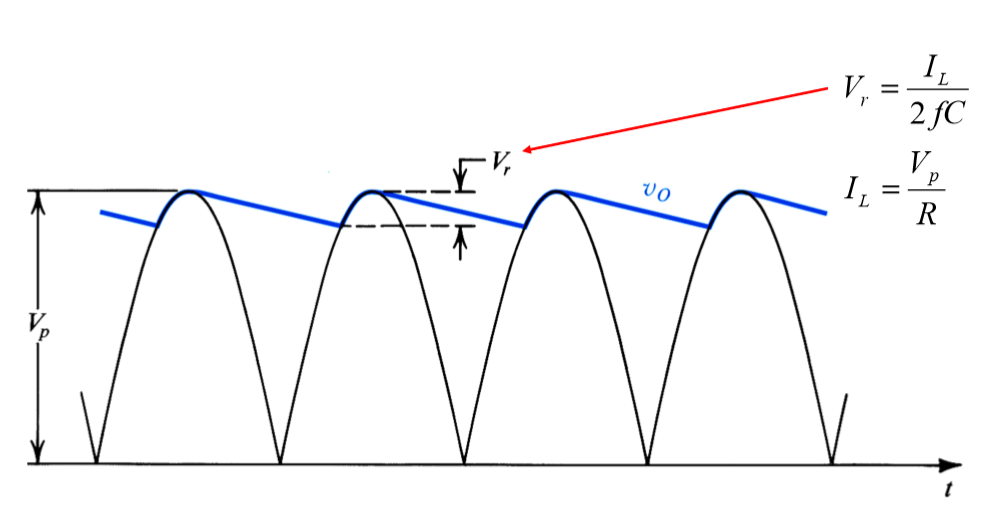 V_r = I_L / 2fC
V_r
I_L = V_p / R
v_O
V_p
t